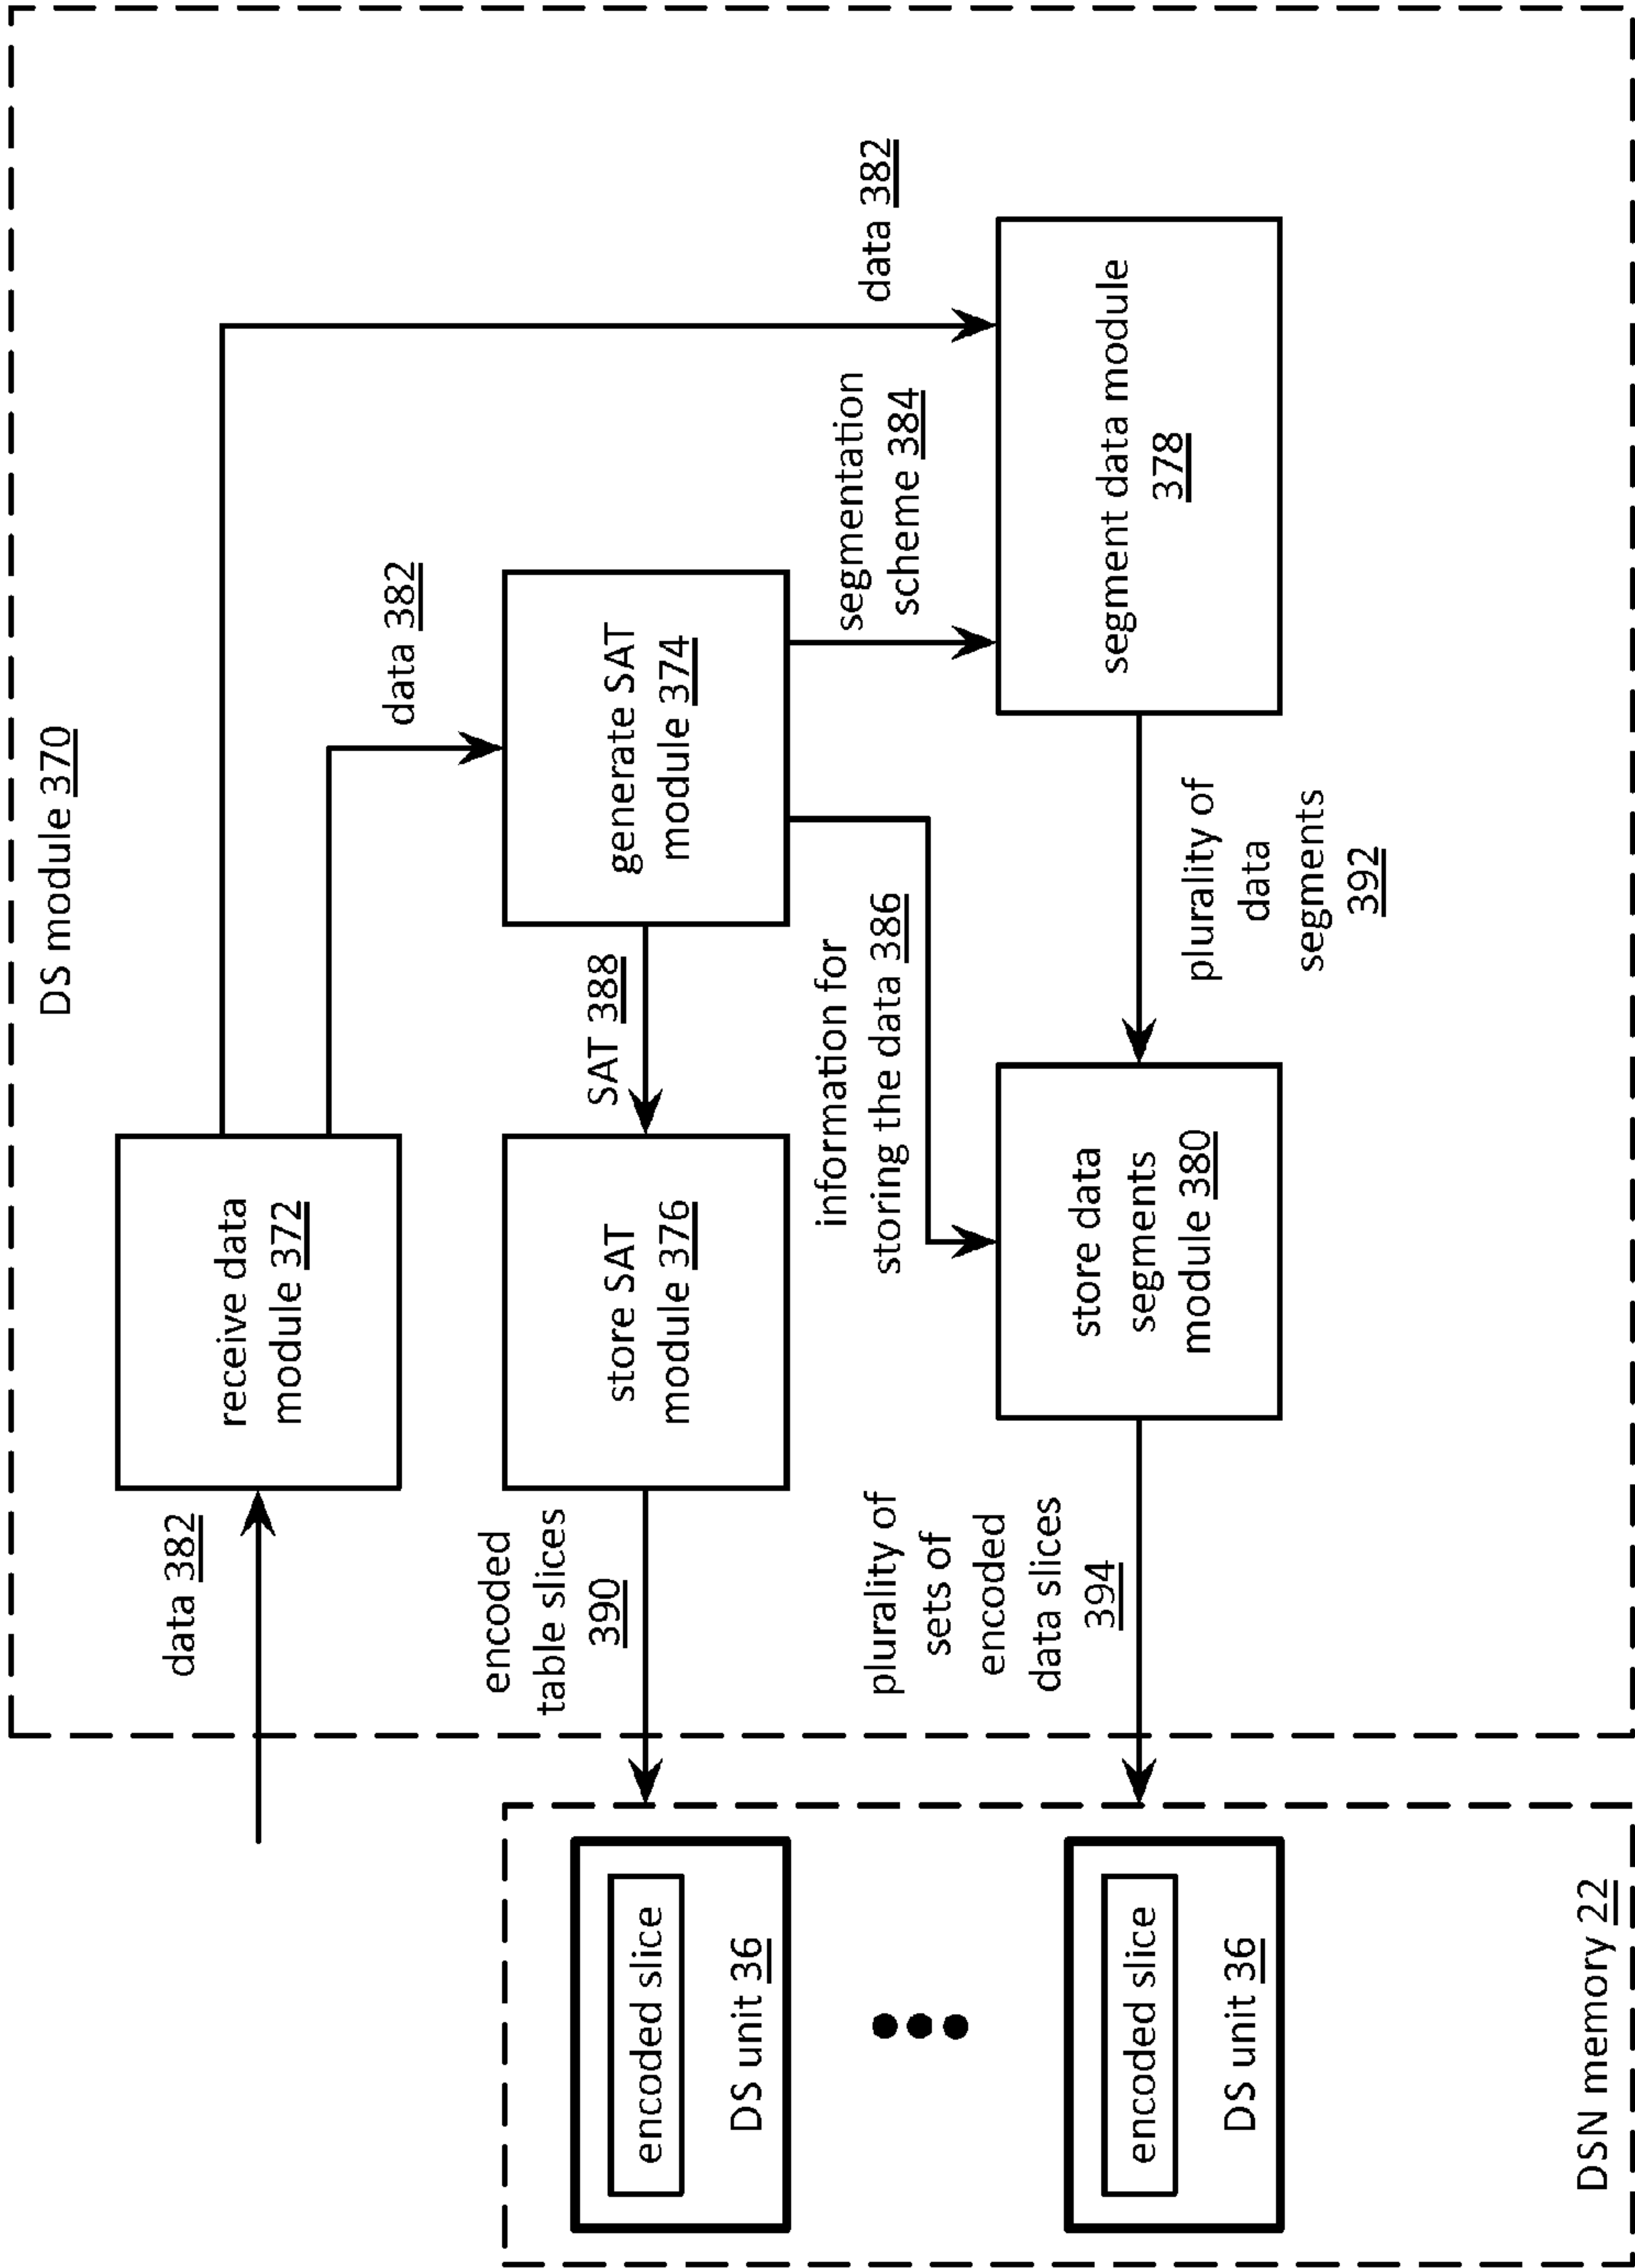 DS module 370
data 382
receive data
module 372
data 382
data 382
encoded
table slices
390
store SAT
module 376
SAT 388
generate SAT
module 374
plurality of
sets of
encoded
data slices
394
information for
storing the data 386
segmentation
scheme 384
store data
segments
module 380
plurality of
data
segments
392
segment data module
378
encoded slice
DS unit 36
encoded slice
DS unit 36
DSN memory 22